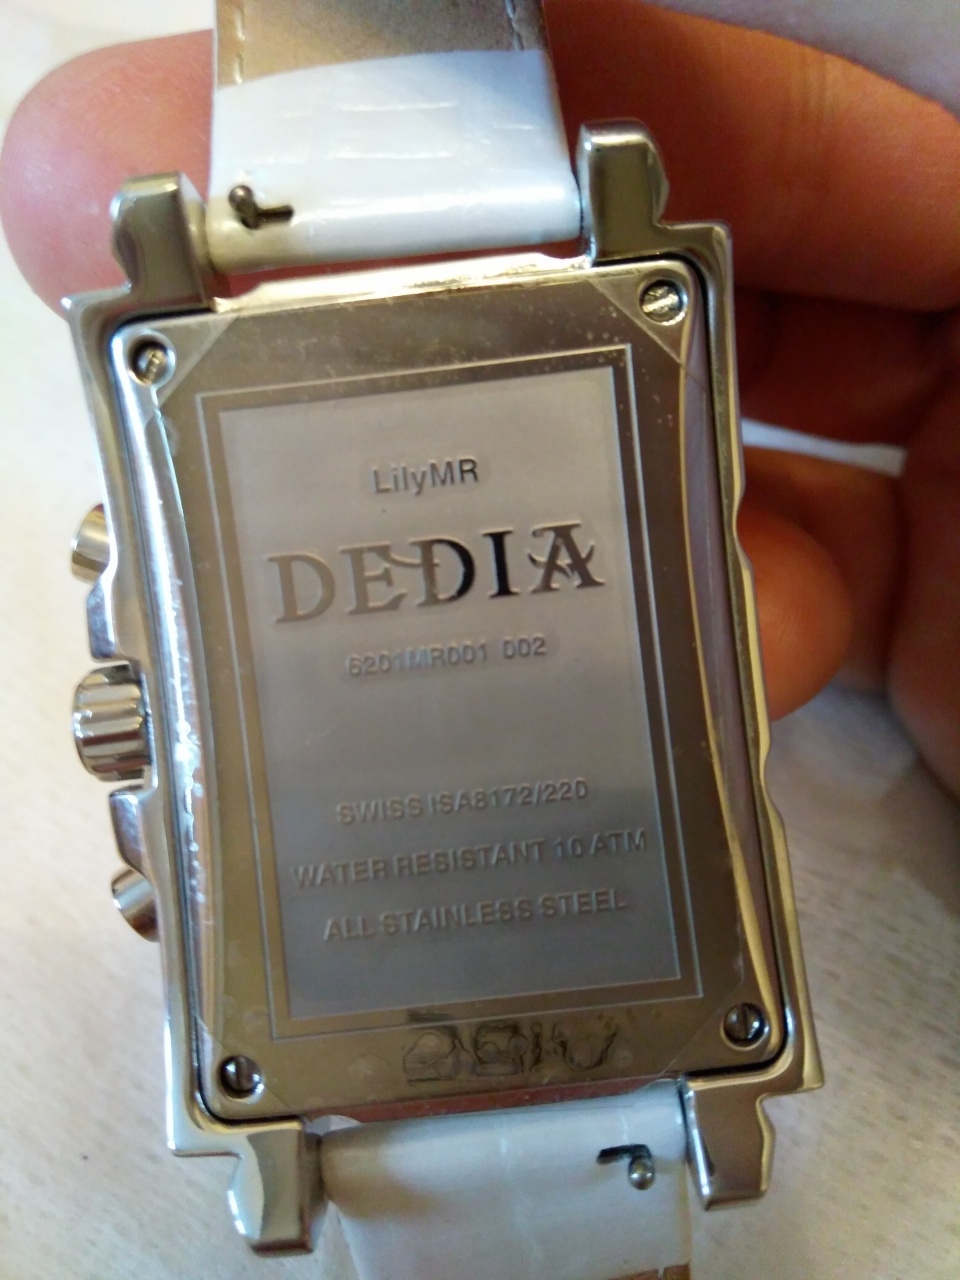 LilyMR
DEDIA
6201MR001 002
SWISS ISA8172/220
WATER RESISTANT 10 ATM
ALL STAINLESS STEEL